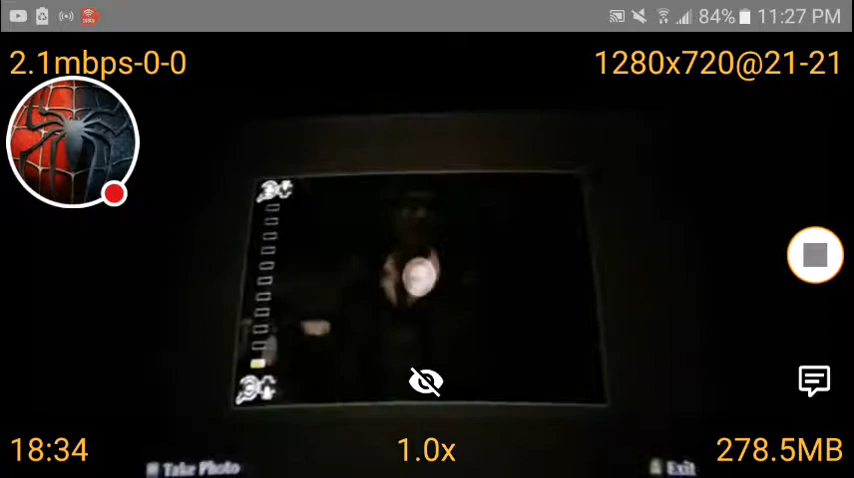 84% 11:27 PM
2.1mbps-0-0
1280x720@21-21
18:34
1.0x
278.5MB
Take Photo
Exit